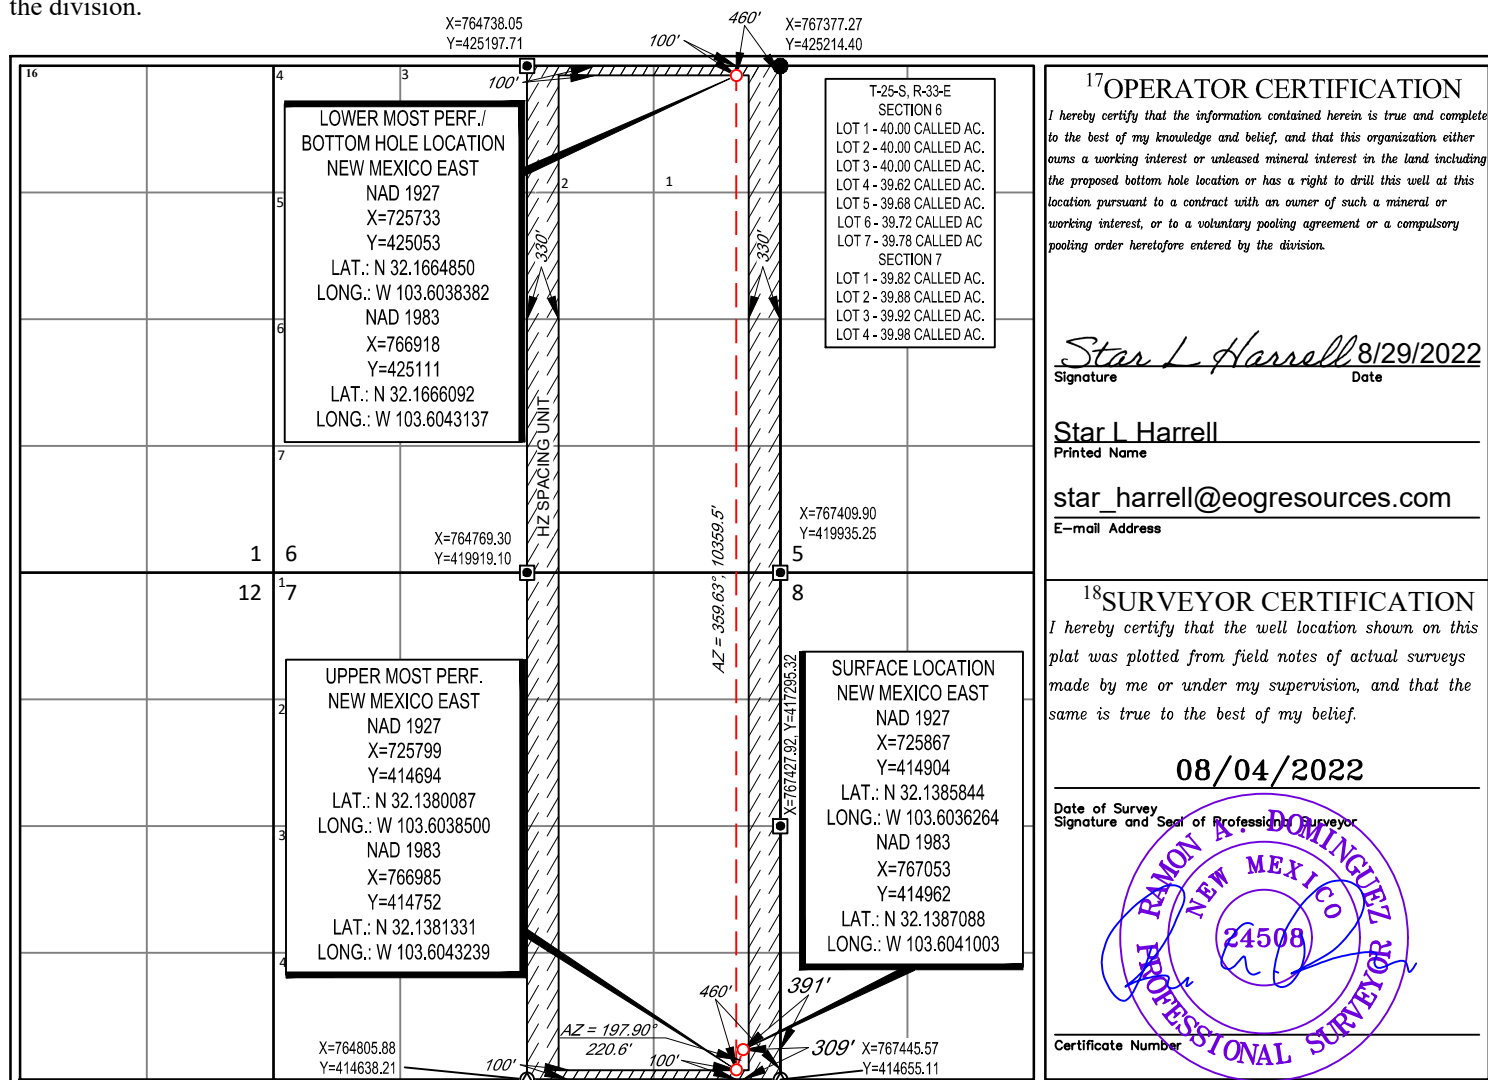 the division.
X=764738.05
Y=425197.71
100'
460'
X=767377.27
Y=425214.40
16
4
3
100'
LOWER MOST PERF./
BOTTOM HOLE LOCATION
NEW MEXICO EAST
NAD 1927
X=725733
Y=425053
LAT.: N 32.1664850
LONG.: W 103.6038382
NAD 1983
X=766918
Y=425111
LAT.: N 32.1666092
LONG.: W 103.6043137
T-25-S, R-33-E
SECTION 6
LOT 1 - 40.00 CALLED AC.
LOT 2 - 40.00 CALLED AC.
LOT 3 - 40.00 CALLED AC.
LOT 4 - 39.62 CALLED AC.
LOT 5 - 39.68 CALLED AC.
LOT 6 - 39.72 CALLED AC
LOT 7 - 39.78 CALLED AC
SECTION 7
LOT 1 - 39.82 CALLED AC.
LOT 2 - 39.88 CALLED AC.
LOT 3 - 39.92 CALLED AC.
LOT 4 - 39.98 CALLED AC.
2
1
5
330'
330'
6
HZ SPACING UNIT
7
X=764769.30
Y=419919.10
X=767409.90
Y=419935.25
AZ = 359.63°, 10359.5'
1
6
5
12
1
7
8
UPPER MOST PERF.
NEW MEXICO EAST
NAD 1927
X=725799
Y=414694
LAT.: N 32.1380087
LONG.: W 103.6038500
NAD 1983
X=766985
Y=414752
LAT.: N 32.1381331
LONG.: W 103.6043239
X=767427.92, Y=417295.32
SURFACE LOCATION
NEW MEXICO EAST
NAD 1927
X=725867
Y=414904
LAT.: N 32.1385844
LONG.: W 103.6036264
NAD 1983
X=767053
Y=414962
LAT.: N 32.1387088
LONG.: W 103.6041003
2
3
4
460'
391'
AZ = 197.90°
220.6'
309'
X=764805.88
Y=414638.21
100'
100'
X=767445.57
Y=414655.11
17OPERATOR CERTIFICATION
I hereby certify that the information contained herein is true and complete
to the best of my knowledge and belief, and that this organization either
owns a working interest or unleased mineral interest in the land including
the proposed bottom hole location or has a right to drill this well at this
location pursuant to a contract with an owner of such a mineral or
working interest, or to a voluntary pooling agreement or a compulsory
pooling order heretofore entered by the division.
Star L Harrell 8/29/2022
Signature Date
Star L Harrell
Printed Name
star_harrell@eogresources.com
E-mail Address
18SURVEYOR CERTIFICATION
I hereby certify that the well location shown on this
plat was plotted from field notes of actual surveys
made by me or under my supervision, and that the
same is true to the best of my belief.
08/04/2022
Date of Survey
Signature and Seal of Professional Surveyor
RAMON A. DOMINGUEZ
NEW MEXICO
24508
PROFESSIONAL SURVEYOR
Certificate Number